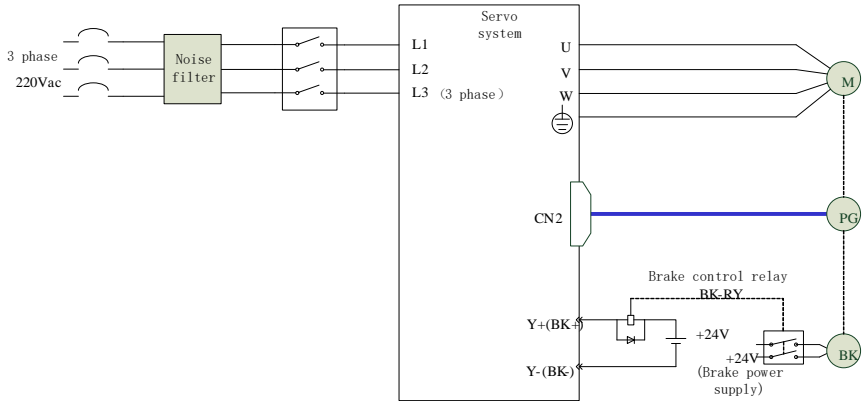 Servo
system
3 phase
220Vac
Noise
filter
L1
L2
L3 (3 phase)
U
V
W
M
CN2
PG
Brake control relay
BK-RY
Y+(BK+)
+24V
Y-(BK-)
+24V
(Brake power
supply)
BK